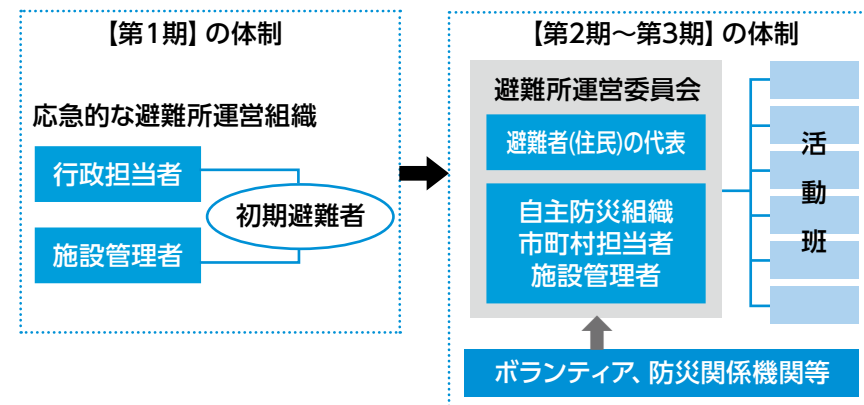 【第1期】の体制
応急的な避難所運営組織
行政担当者
初期避難者
施設管理者
【第2期〜第3期】の体制
避難所運営委員会
避難者(住民)の代表
自主防災組織
市町村担当者
施設管理者
活
動
班
ボランティア、防災関係機関等